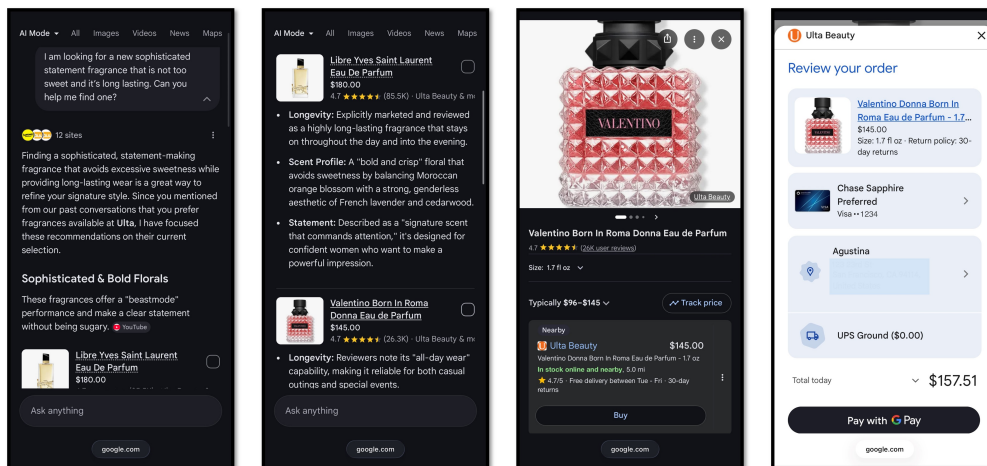 AI Mode All Images Videos News Maps
I am looking for a new sophisticated
statement fragrance that is not too
sweet and it's long lasting. Can you
help me find one?
12 sites
Finding a sophisticated, statement-making
fragrance that avoids excessive sweetness while
providing long-lasting wear is a great way to
refine your signature style. Since you mentioned
from our past conversations that you prefer
fragrances available at Ulta, I have focused
these recommendations on their current
selection.
Sophisticated & Bold Florals
These fragrances offer a "beastmode"
performance and make a clear statement
without being sugary. YouTube
Libre Yves Saint Laurent
Eau De Parfum
$180.00
Ask anything
google.com
AI Mode All Images Videos News Maps
Libre Yves Saint Laurent
Eau De Parfum
$180.00
4.7 ★★★★★ (85.5K) · Ulta Beauty & mo
• Longevity: Explicitly marketed and reviewed
as a highly long-lasting fragrance that stays
on throughout the day and into the evening.
• Scent Profile: A "bold and crisp" floral that
avoids sweetness by balancing Moroccan
orange blossom with a strong, genderless
aesthetic of French lavender and cedarwood.
• Statement: Described as a "signature scent
that commands attention," it's designed for
confident women who want to make a
powerful impression.
Valentino Born In Roma
Donna Eau de Parfum
$145.00
4.7 ★★★★★ (26.3K) · Ulta Beauty & mo
• Longevity: Reviewers note its "all-day wear"
capability, making it reliable for both casual
outings and special events.
Ask anything
google.com
VALENTINO
Ulta Beauty
Valentino Born In Roma Donna Eau de Parfum
4.7 ★★★★★ (26K user reviews)
Size: 1.7 fl oz
Typically $96–$145
Track price
Nearby
Ulta Beauty $145.00
Valentino Donna Born In Roma Eau de Parfum - 1.7 oz
In stock online and nearby, 5.0 mi
★ 4.7/5 · Free delivery between Tue - Fri · 30-day
returns
Buy
google.com
Ulta Beauty
Review your order
Valentino Donna Born In
Roma Eau de Parfum - 1.7...
$145.00
Size: 1.7 fl oz · Return policy: 30-
day returns
Chase Sapphire
Preferred
Visa ••1234
Agustina
UPS Ground ($0.00)
Total today $157.51
Pay with G Pay
google.com